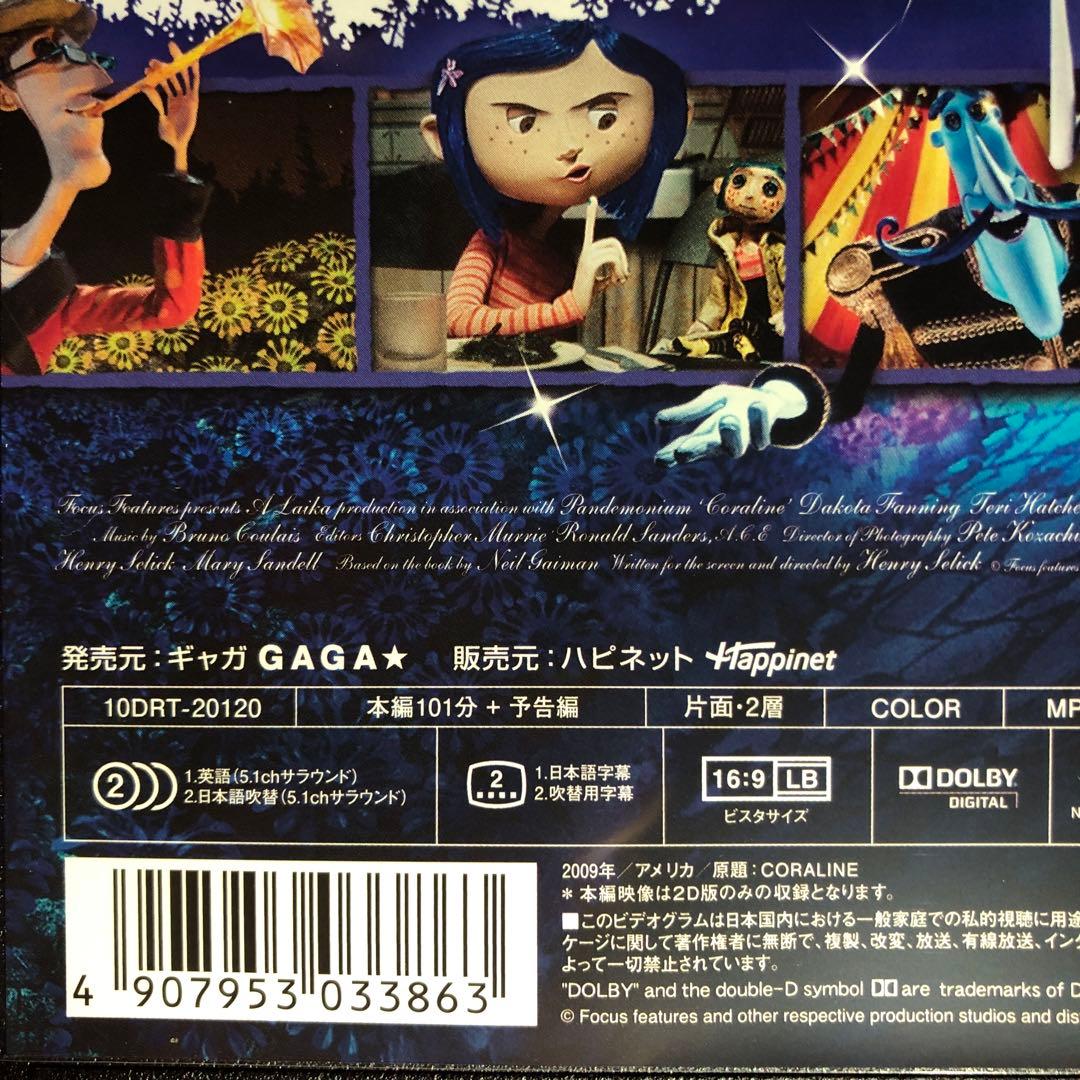 Focus Features presents A Laika production in association with Pandemonium 'Coraline' Dakota Fanning Teri
Music by Bruno Coulais Editors Christopher Murrie Ronald Sanders, A.C.E Director of Photography Pete
Henry Selick Mary Sandell Based on the book by Neil Gaiman Written for the screen and directed by Henry Selick © Focus features
発売元：ギャガ GAGA★ 販売元：ハピネット Happinet
10DRT-20120 本編101分 + 予告編 片面・2層 COLOR MP
2 1.英語（5.1chサラウンド）
2.日本語吹替（5.1chサラウンド）
2 1.日本語字幕
2.吹替用字幕
16:9 LB
ビスタサイズ
DOLBY
DIGITAL
2009年／アメリカ／原題：CORALINE
＊本編映像は2D版のみの収録となります。
■このビデオグラムは日本国内における一般家庭での私的視聴に用途
ケージに関して著作権者に無断で、複製、改変、放送、有線放送、イン
よって一切禁止されています。
"DOLBY" and the double-D symbol are trademarks of D
© Focus features and other respective production studios and dis
4 907953 033863